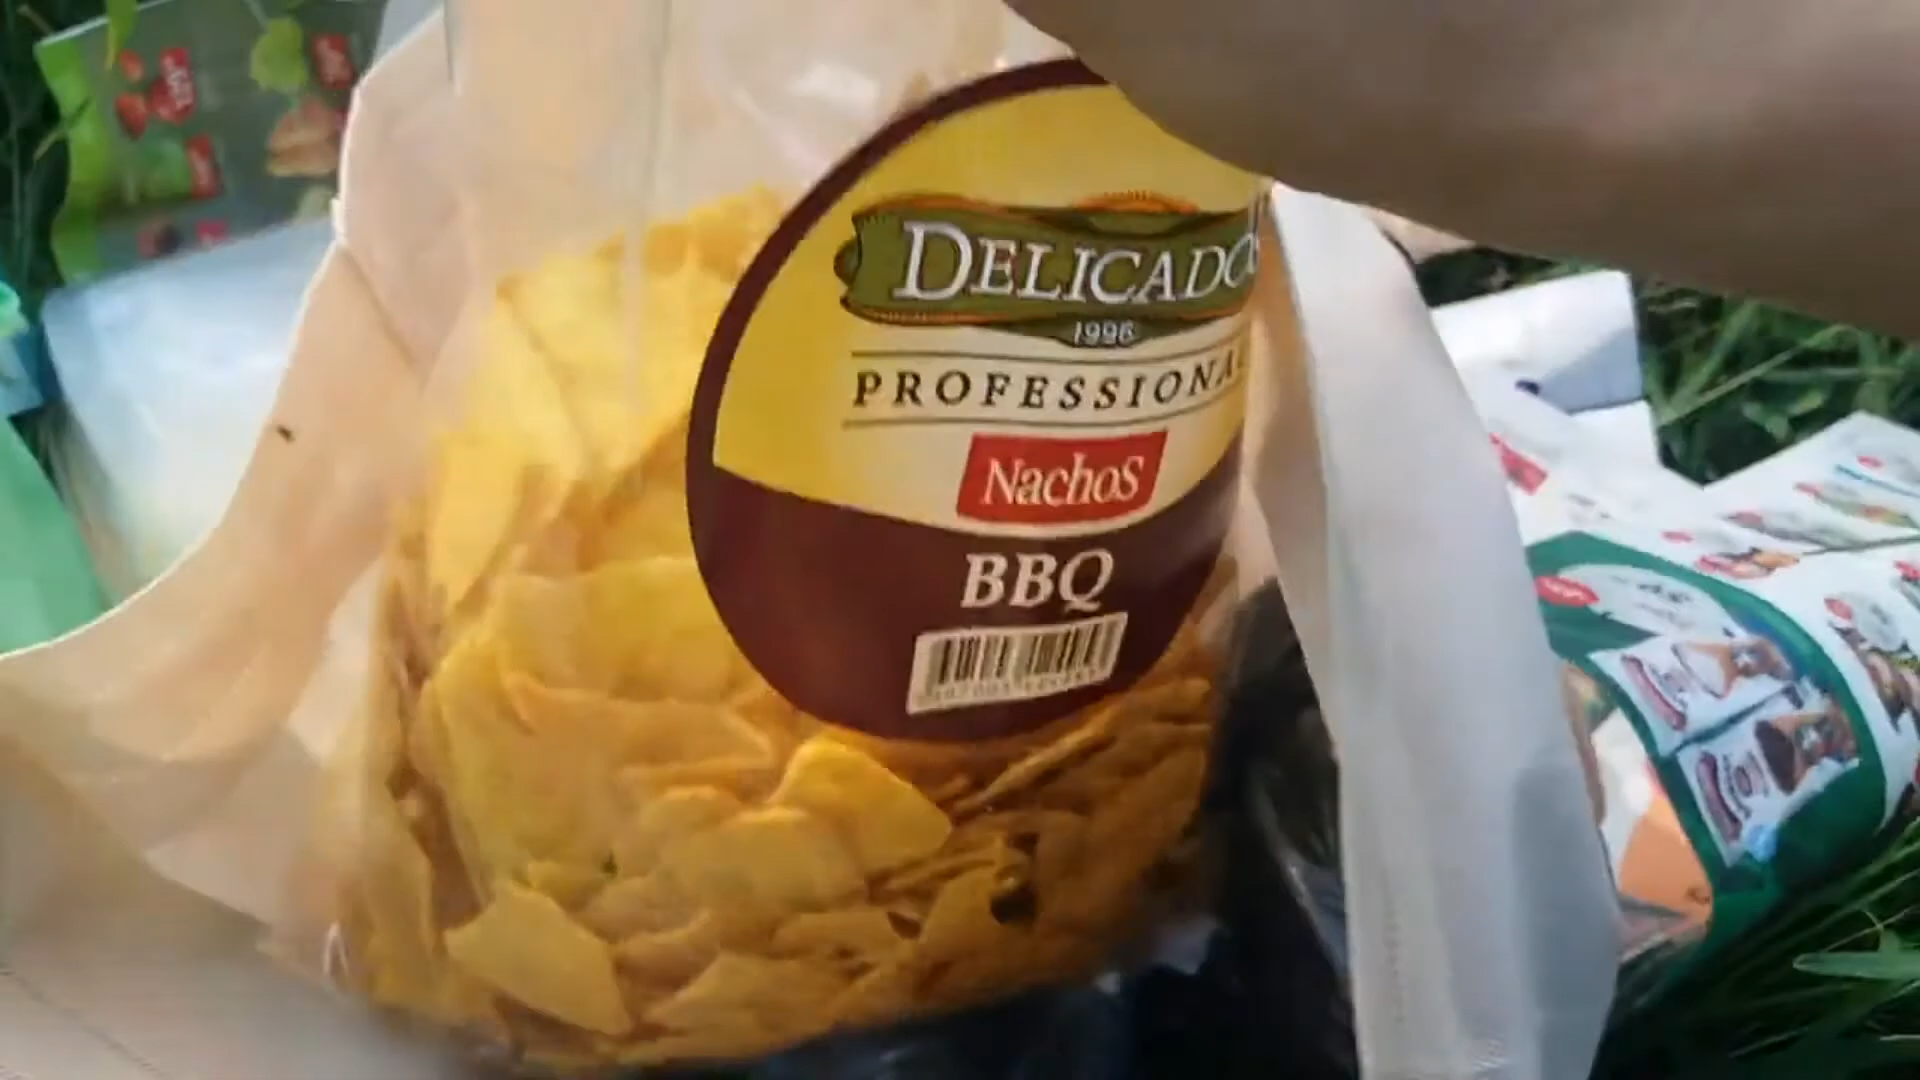 DELICADO
1996
PROFESSIONAL
NachoS
BBQ